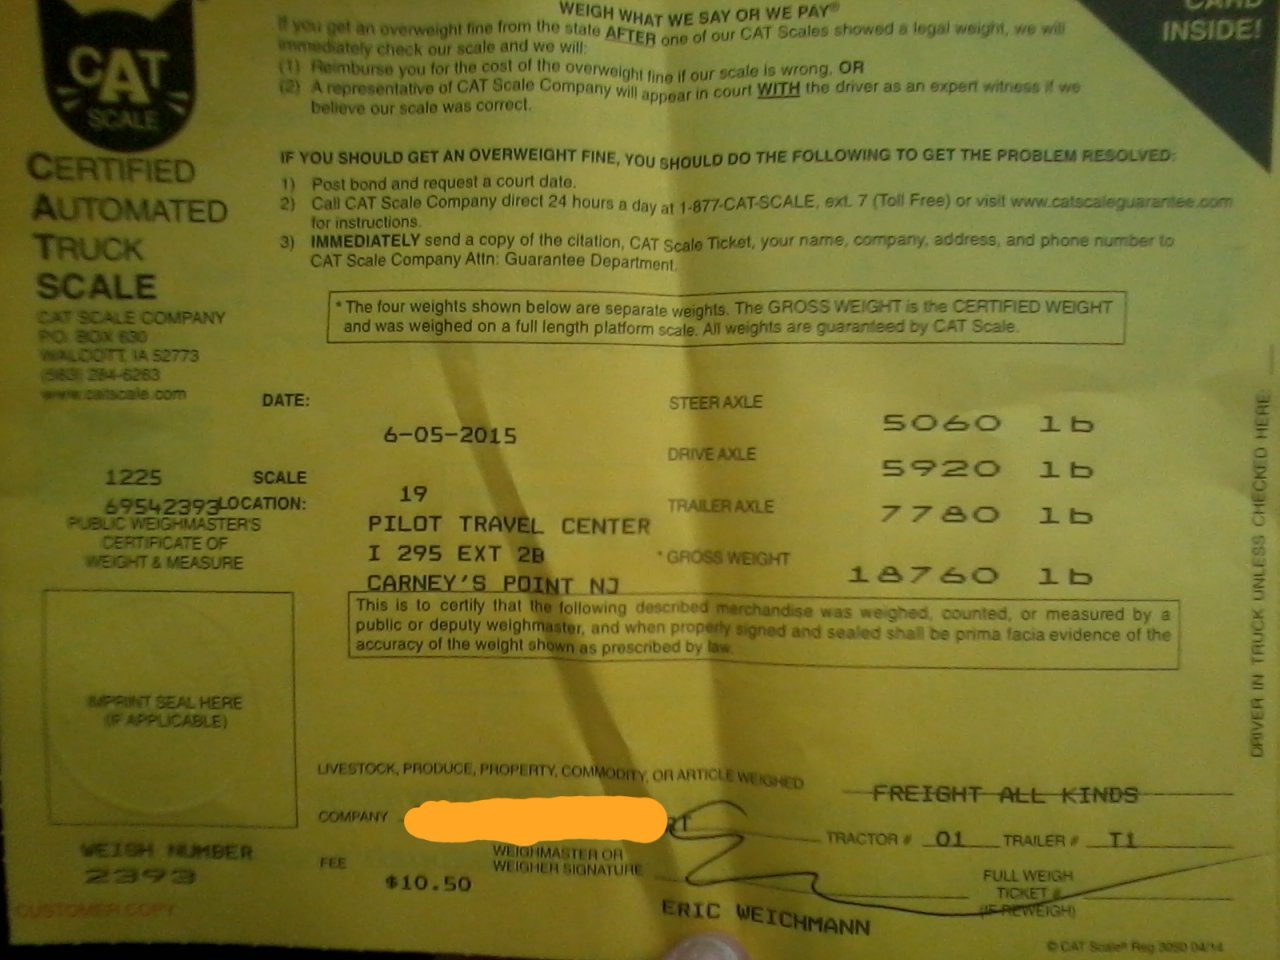 WEIGH WHAT WE SAY OR WE PAY®
If you get an overweight fine from the state AFTER one of our CAT Scales showed a legal weight, we will
immediately check our scale and we will:
(1) Reimburse you for the cost of the overweight fine if our scale is wrong, OR
(2) A representative of CAT Scale Company will appear in court WITH the driver as an expert witness if we
believe our scale was correct.
CARD
INSIDE!
CAT
SCALE
CERTIFIED
AUTOMATED
TRUCK
SCALE
CAT SCALE COMPANY
P.O. BOX 630
WALCOTT, IA 52773
(563) 284-6263
www.catscale.com
IF YOU SHOULD GET AN OVERWEIGHT FINE, YOU SHOULD DO THE FOLLOWING TO GET THE PROBLEM RESOLVED:
1) Post bond and request a court date.
2) Call CAT Scale Company direct 24 hours a day at 1-877-CAT-SCALE, ext. 7 (Toll Free) or visit www.catscaleguarantee.com
for instructions.
3) IMMEDIATELY send a copy of the citation, CAT Scale Ticket, your name, company, address, and phone number to
CAT Scale Company Attn: Guarantee Department.
* The four weights shown below are separate weights. The GROSS WEIGHT is the CERTIFIED WEIGHT
and was weighed on a full length platform scale. All weights are guaranteed by CAT Scale.
DATE:
6-05-2015
STEER AXLE 5060 lb
DRIVE AXLE 5920 lb
TRAILER AXLE 7780 lb
* GROSS WEIGHT 18760 lb
1225 SCALE 19
69542393 LOCATION:
PILOT TRAVEL CENTER
I 295 EXT 2B
CARNEY'S POINT NJ
PUBLIC WEIGHMASTER'S
CERTIFICATE OF
WEIGHT & MEASURE
This is to certify that the following described merchandise was weighed, counted, or measured by a
public or deputy weighmaster, and when properly signed and sealed shall be prima facia evidence of the
accuracy of the weight shown as prescribed by law.
IMPRINT SEAL HERE
(IF APPLICABLE)
DRIVER IN TRUCK UNLESS CHECKED HERE:
LIVESTOCK, PRODUCE, PROPERTY, COMMODITY, OR ARTICLE WEIGHED
FREIGHT ALL KINDS
COMPANY
TRACTOR # 01 TRAILER # T1
WEIGH NUMBER
2393
FEE
$10.50
WEIGHMASTER OR
WEIGHER SIGNATURE
ERIC WEICHMANN
FULL WEIGH
TICKET #
(IF REWEIGH)
CUSTOMER COPY
© CAT Scale® Reg 3050 04/14